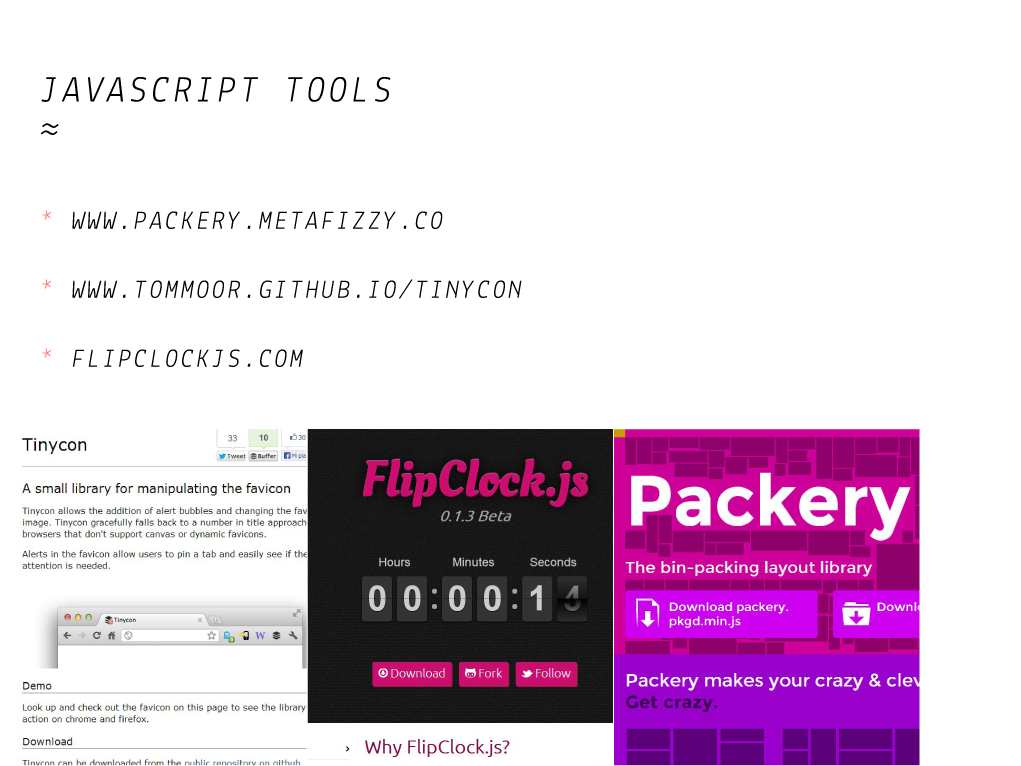 JAVASCRIPT TOOLS
≈
* WWW.PACKERY.METAFIZZY.CO
* WWW.TOMMOOR.GITHUB.IO/TINYCON
* FLIPCLOCKJS.COM
Tinycon
33 10 30
Tweet Buffer Mi pia
A small library for manipulating the favicon
Tinycon allows the addition of alert bubbles and changing the fav
image. Tinycon gracefully falls back to a number in title approach
browsers that don't support canvas or dynamic favicons.
Alerts in the favicon allow users to pin a tab and easily see if the
attention is needed.
Tinycon
Demo
Look up and check out the favicon on this page to see the library
action on chrome and firefox.
Download
Tinycon can be downloaded from the public repository on github
FlipClock.js
0.1.3 Beta
Hours Minutes Seconds
00:00:14
Download Fork Follow
› Why FlipClock.js?
Packery
The bin-packing layout library
Download packery.
pkgd.min.js
Downl
Packery makes your crazy & clev
Get crazy.